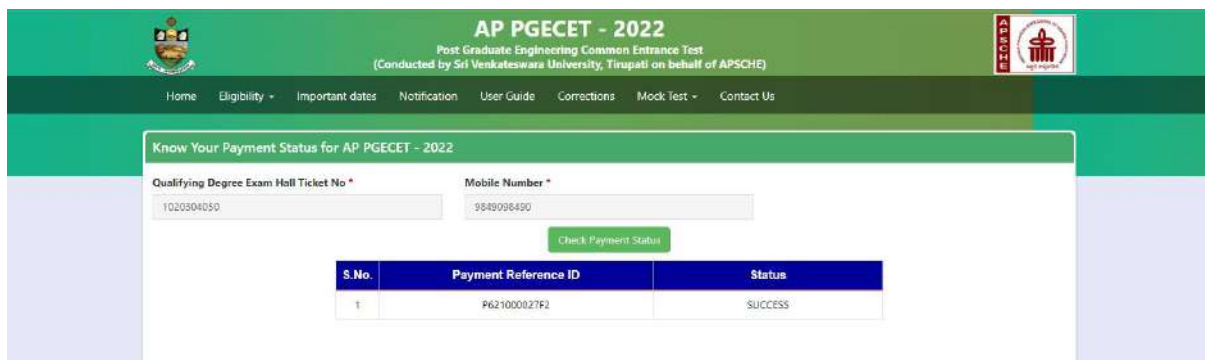 AP PGECET - 2022
Post Graduate Engineering Common Entrance Test
(Conducted by Sri Venkateswara University, Tirupati on behalf of APSCHE)
APSCHE
Home Eligibility Important dates Notification User Guide Corrections Mock Test Contact Us
Know Your Payment Status for AP PGECET - 2022
Qualifying Degree Exam Hall Ticket No * Mobile Number *
1020304050 9849098490
Check Payment Status
S.No. Payment Reference ID Status
1 P621000027F2 SUCCESS